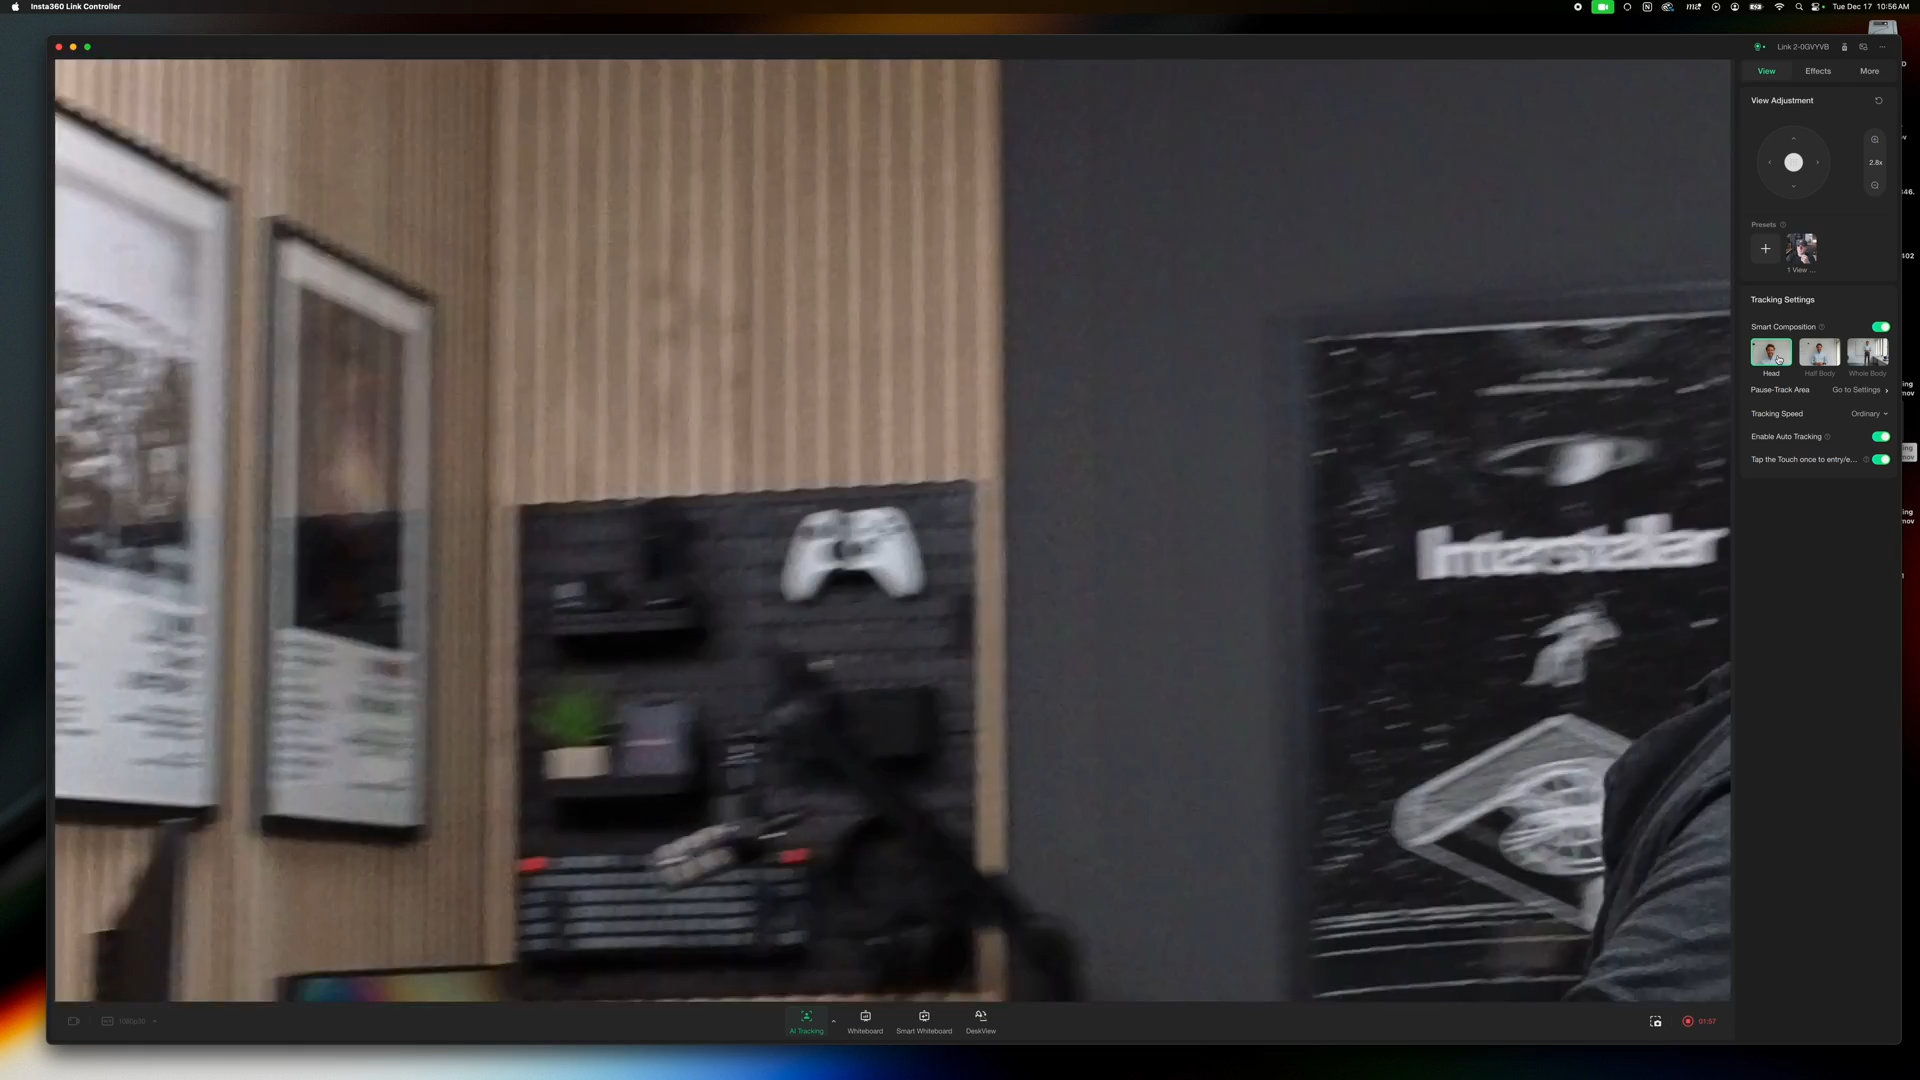 Insta360 Link Controller
Tue Dec 17 10:56 AM
Link 2-0GVYVB
View Effects More
View Adjustment
2.8x
Presets
1 View ...
Tracking Settings
Smart Composition
Head Half Body Whole Body
Pause-Track Area Go to Settings
Tracking Speed Ordinary
Enable Auto Tracking
Tap the Touch once to entry/e...
Interstellar
1080p30
AI Tracking Whiteboard Smart Whiteboard DeskView
01:57